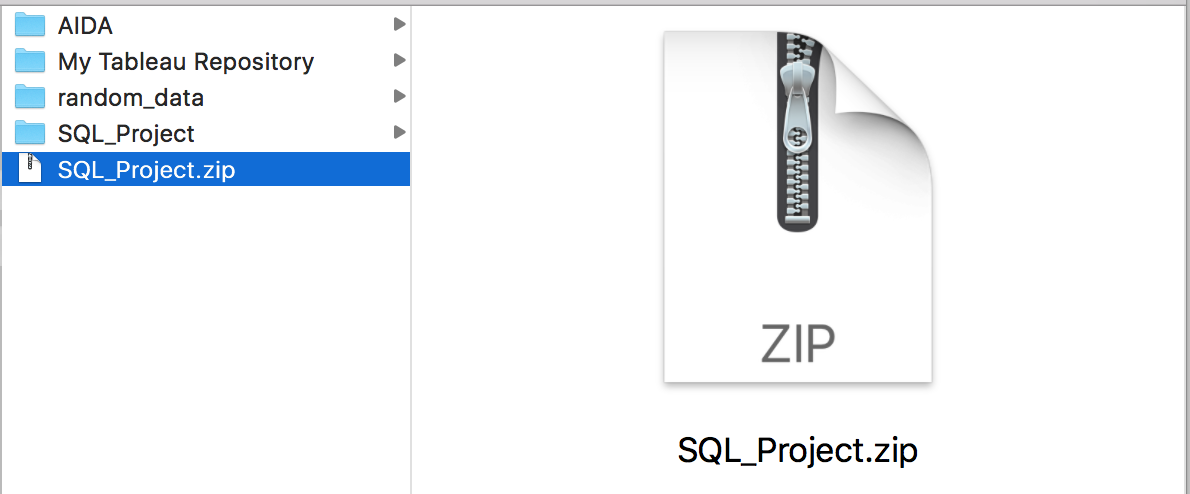 AIDA
My Tableau Repository
random_data
SQL_Project
SQL_Project.zip
ZIP
SQL_Project.zip